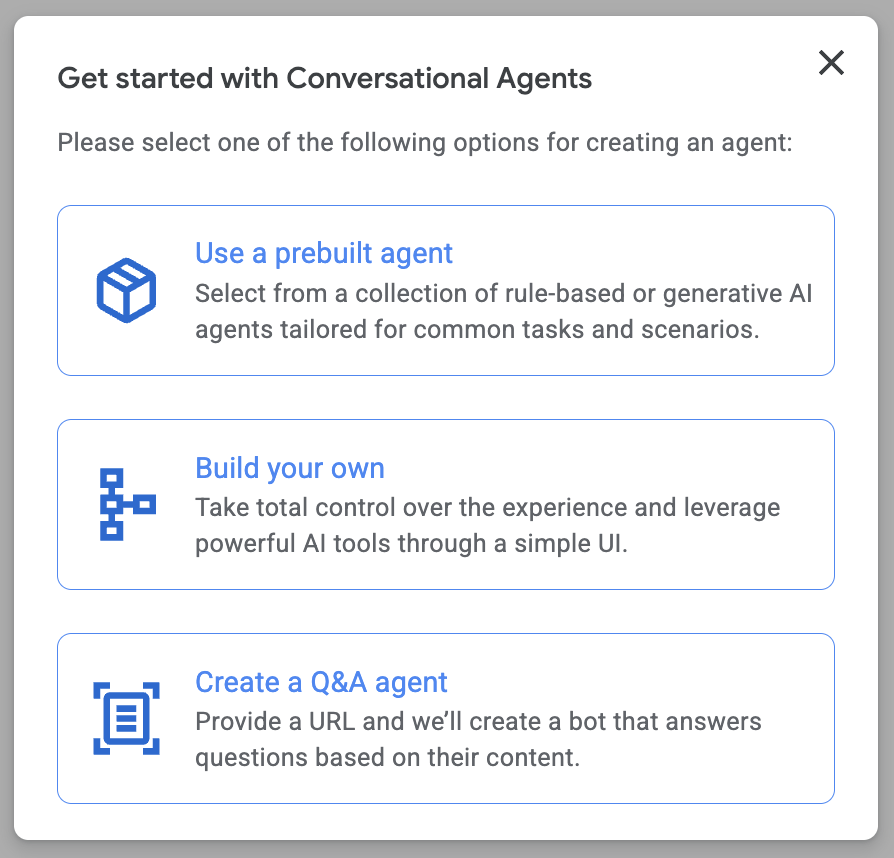 Get started with Conversational Agents
Please select one of the following options for creating an agent:
Use a prebuilt agent
Select from a collection of rule-based or generative AI
agents tailored for common tasks and scenarios.
Build your own
Take total control over the experience and leverage
powerful AI tools through a simple UI.
Create a Q&A agent
Provide a URL and we’ll create a bot that answers
questions based on their content.